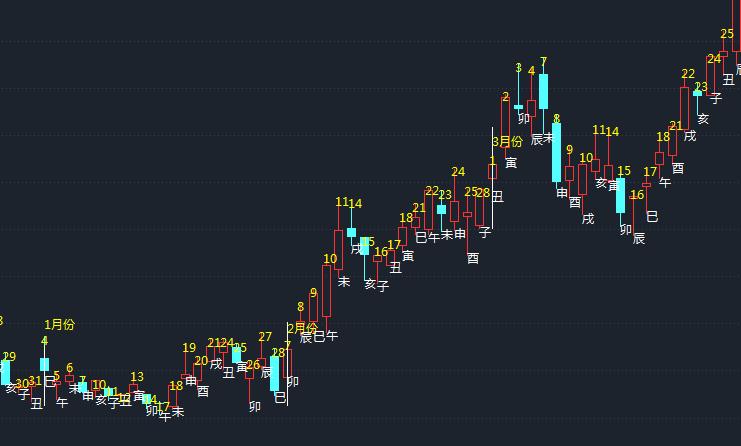 29
亥
30
子
31
丑
1月份
4
巳
5
午
6
未
7
申
10
亥
11
子
12
丑
13
寅
14
卯
17
午
18
未
19
申
20
酉
21
戌
24
丑
25
寅
26
卯
27
辰
28
巳
2月份
7
卯
8
辰
9
巳
10
午
11
未
14
戌
15
亥
16
子
17
丑
18
寅
21
巳
22
午
23
未
24
申
25
酉
28
子
3月份
1
丑
2
寅
3
卯
4
辰
7
未
8
申
9
酉
10
戌
11
亥
14
寅
15
卯
16
辰
17
巳
18
午
21
酉
22
戌
23
亥
24
子
25
丑